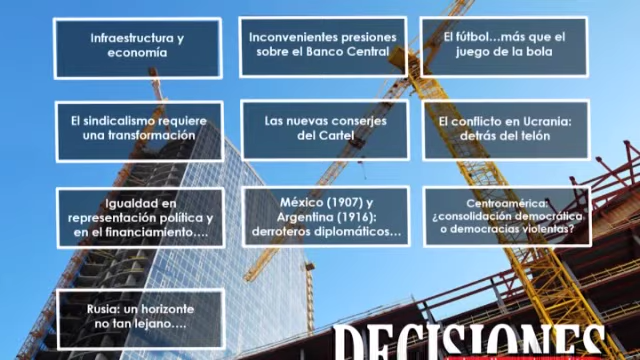 Infraestructura y
economía
Inconvenientes presiones
sobre el Banco Central
El fútbol...más que el
juego de la bola
El sindicalismo requiere
una transformación
Las nuevas conserjes
del Cartel
El conflicto en Ucrania:
detrás del telón
Igualdad en
representación política y
en el financiamiento....
México (1907) y
Argentina (1916):
derroteros diplomáticos...
Centroamérica:
¿consolidación democrática
o democracias violentas?
Rusia: un horizonte
no tan lejano....
DECISIONES